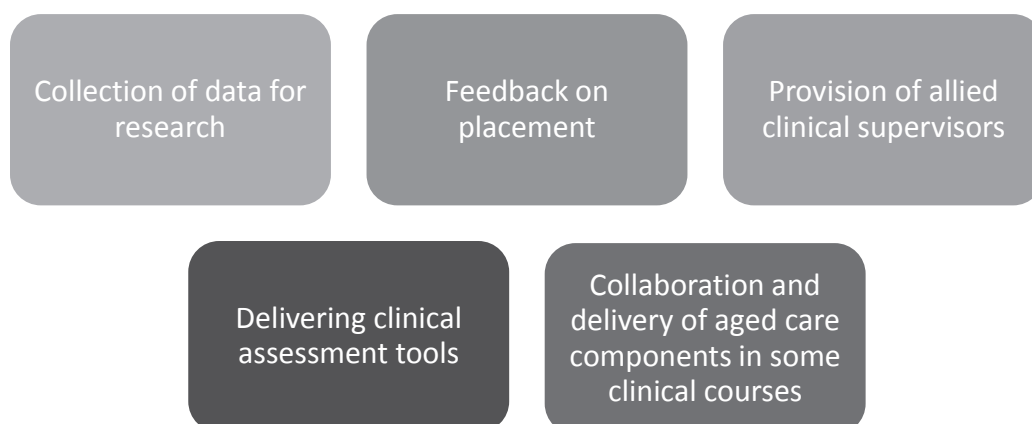 Collection of data for
research
Feedback on
placement
Provision of allied
clinical supervisors
Delivering clinical
assessment tools
Collaboration and
delivery of aged care
components in some
clinical courses